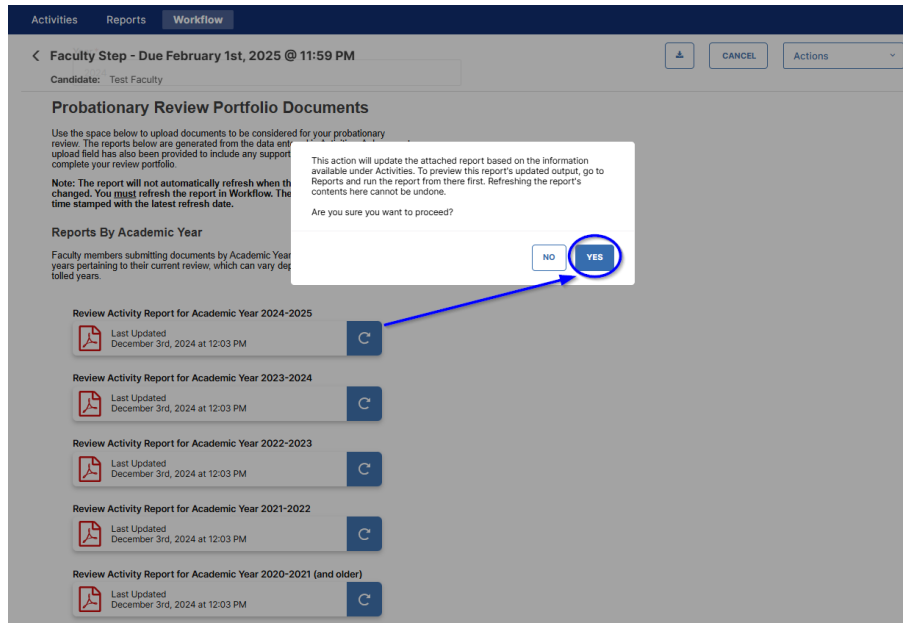 Activities Reports Workflow
Faculty Step - Due February 1st, 2025 @ 11:59 PM
CANCEL
Actions
Candidate: Test Faculty
Probationary Review Portfolio Documents
Use the space below to upload documents to be considered for your probationary
review. The reports below are generated from the data
upload field has also been provided to include any support
complete your review portfolio.
Note: The report will not automatically refresh when th
changed. You must refresh the report in Workflow. The
time stamped with the latest refresh date.
Reports By Academic Year
Faculty members submitting documents by Academic Year
years pertaining to their current review, which can vary dep
tolled years.
This action will update the attached report based on the information
available under Activities. To preview this report's updated output, go to
Reports and run the report from there first. Refreshing the report's
contents here cannot be undone.
Are you sure you want to proceed?
NO
YES
Review Activity Report for Academic Year 2024-2025
Last Updated
December 3rd, 2024 at 12:03 PM
Review Activity Report for Academic Year 2023-2024
Last Updated
December 3rd, 2024 at 12:03 PM
Review Activity Report for Academic Year 2022-2023
Last Updated
December 3rd, 2024 at 12:03 PM
Review Activity Report for Academic Year 2021-2022
Last Updated
December 3rd, 2024 at 12:03 PM
Review Activity Report for Academic Year 2020-2021 (and older)
Last Updated
December 3rd, 2024 at 12:03 PM